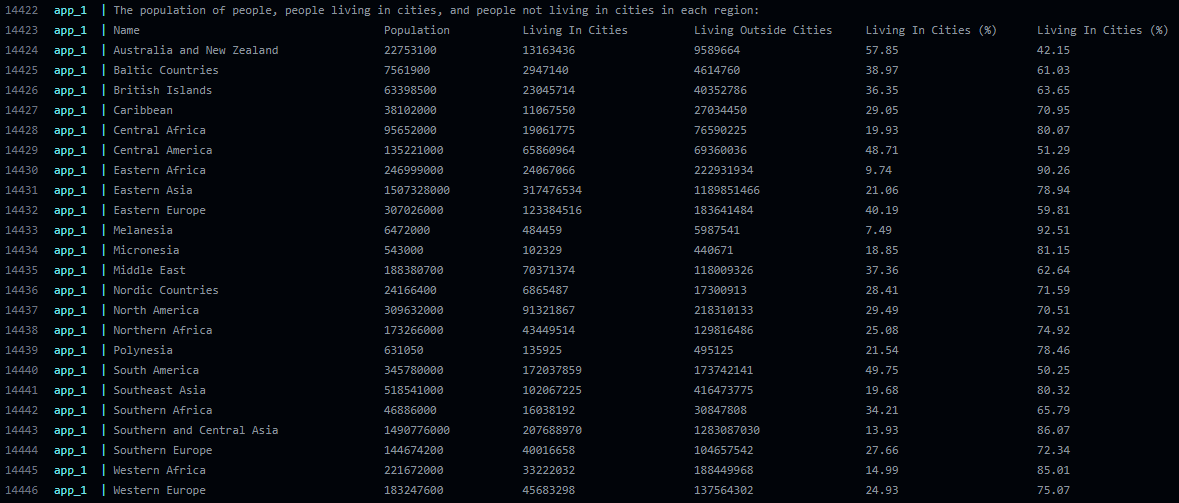 14422 app_1 | The population of people, people living in cities, and people not living in cities in each region:
14423 app_1 | Name Population Living In Cities Living Outside Cities Living In Cities (%) Living In Cities (%)
14424 app_1 | Australia and New Zealand 22753100 13163436 9589664 57.85 42.15
14425 app_1 | Baltic Countries 7561900 2947140 4614760 38.97 61.03
14426 app_1 | British Islands 63398500 23045714 40352786 36.35 63.65
14427 app_1 | Caribbean 38102000 11067550 27034450 29.05 70.95
14428 app_1 | Central Africa 95652000 19061775 76590225 19.93 80.07
14429 app_1 | Central America 135221000 65860964 69360036 48.71 51.29
14430 app_1 | Eastern Africa 246999000 24067066 222931934 9.74 90.26
14431 app_1 | Eastern Asia 1507328000 317476534 1189851466 21.06 78.94
14432 app_1 | Eastern Europe 307026000 123384516 183641484 40.19 59.81
14433 app_1 | Melanesia 6472000 484459 5987541 7.49 92.51
14434 app_1 | Micronesia 543000 102329 440671 18.85 81.15
14435 app_1 | Middle East 188380700 70371374 118009326 37.36 62.64
14436 app_1 | Nordic Countries 24166400 6865487 17300913 28.41 71.59
14437 app_1 | North America 309632000 91321867 218310133 29.49 70.51
14438 app_1 | Northern Africa 173266000 43449514 129816486 25.08 74.92
14439 app_1 | Polynesia 631050 135925 495125 21.54 78.46
14440 app_1 | South America 345780000 172037859 173742141 49.75 50.25
14441 app_1 | Southeast Asia 518541000 102067225 416473775 19.68 80.32
14442 app_1 | Southern Africa 46886000 16038192 30847808 34.21 65.79
14443 app_1 | Southern and Central Asia 1490776000 207688970 1283087030 13.93 86.07
14444 app_1 | Southern Europe 144674200 40016658 104657542 27.66 72.34
14445 app_1 | Western Africa 221672000 33222032 188449968 14.99 85.01
14446 app_1 | Western Europe 183247600 45683298 137564302 24.93 75.07